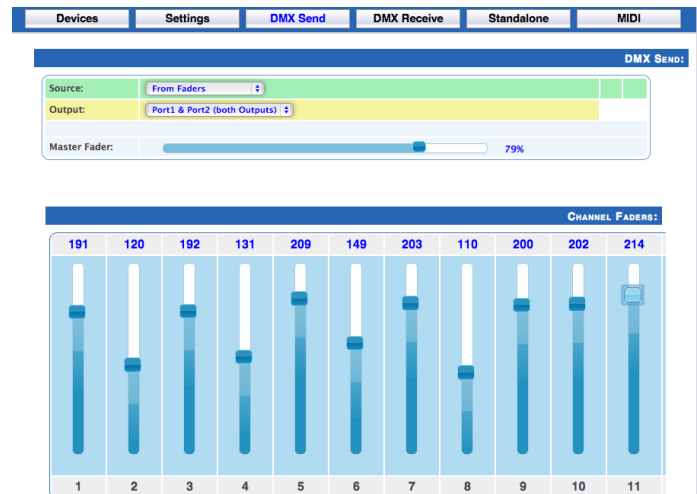 Devices Settings DMX Send DMX Receive Standalone MIDI
DMX SEND:
Source: From Faders
Output: Port1 & Port2 (both Outputs)
Master Fader: 79%
CHANNEL FADERS:
191 120 192 131 209 149 203 110 200 202 214
1 2 3 4 5 6 7 8 9 10 11